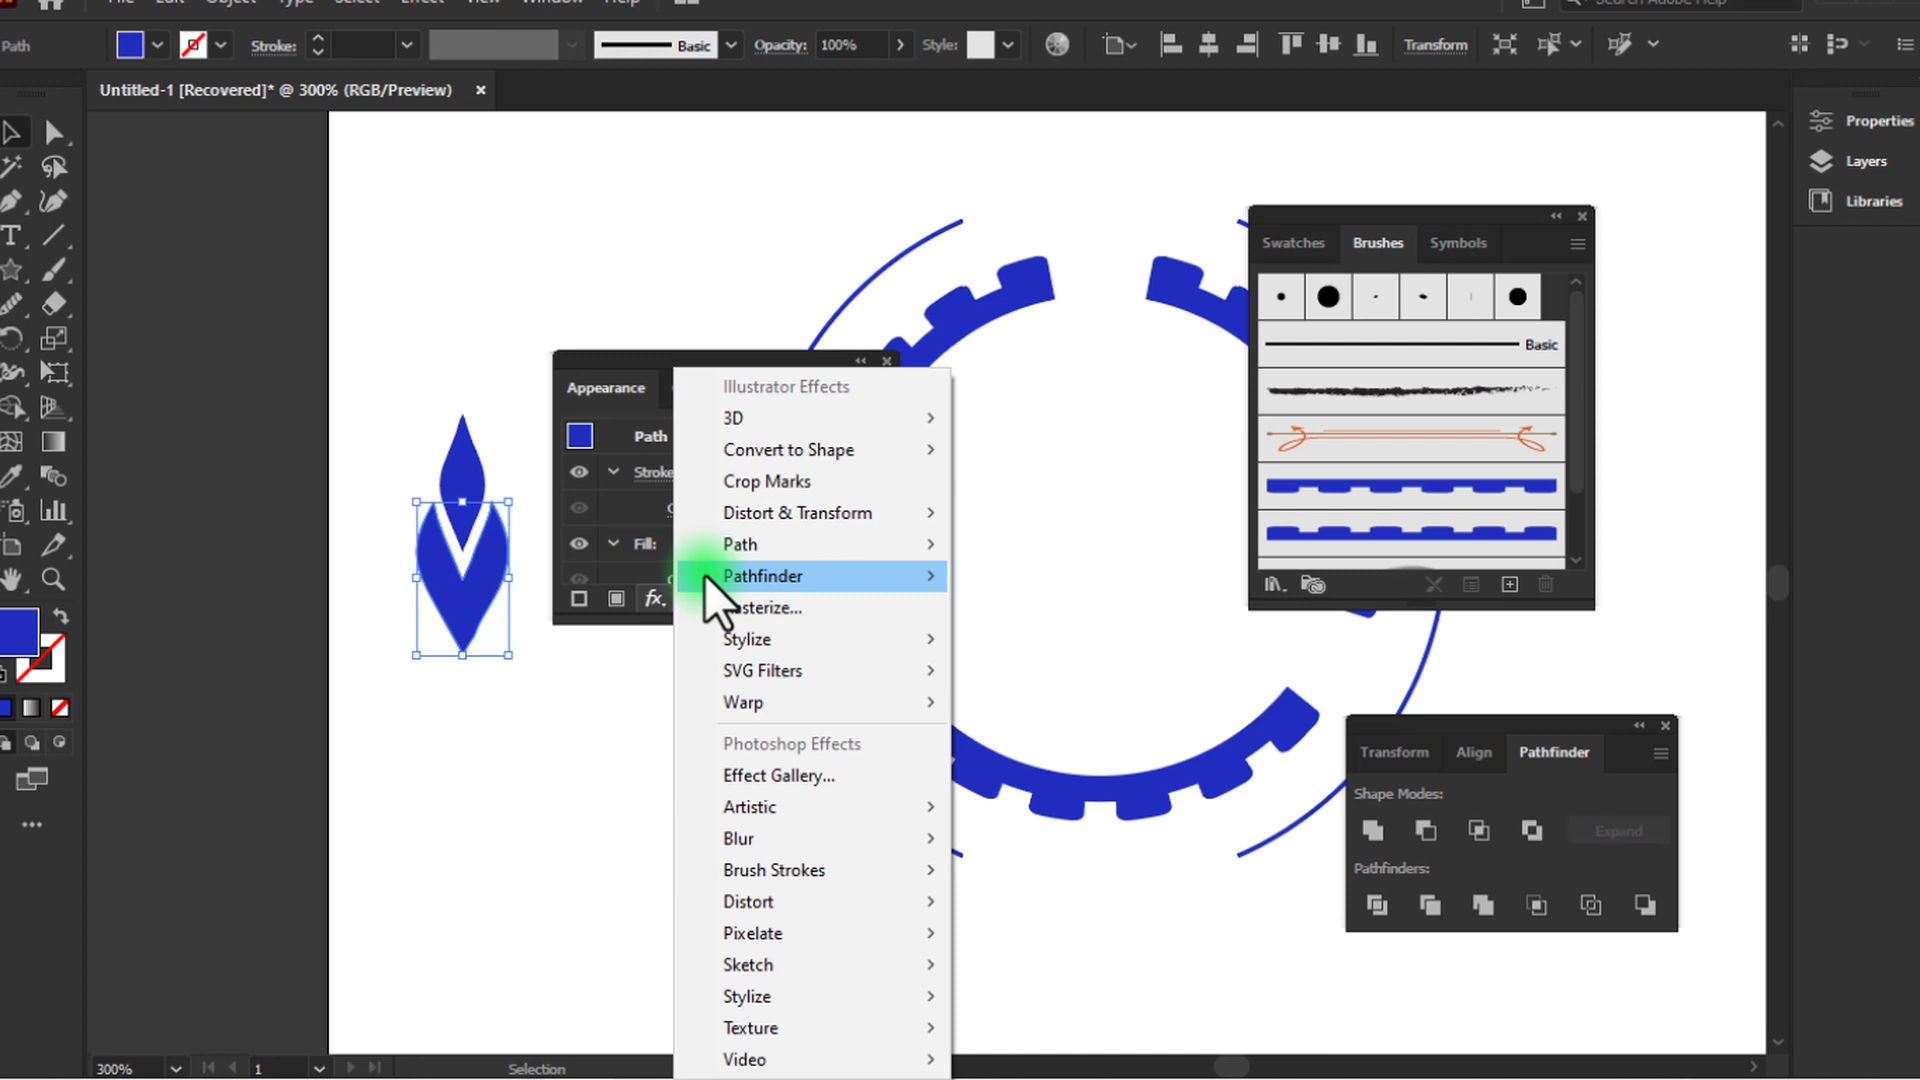 File Edit Object Type Select Effect View Window Help
Search Adobe Help
Path
Stroke:
Basic
Opacity:
100%
Style:
Transform
Untitled-1 [Recovered]* @ 300% (RGB/Preview)
Properties
Layers
Libraries
Swatches
Brushes
Symbols
Basic
Appearance
Path
Stroke
Fill:
fx.
Illustrator Effects
3D
Convert to Shape
Crop Marks
Distort & Transform
Path
Pathfinder
asterize...
Stylize
SVG Filters
Warp
Photoshop Effects
Effect Gallery...
Artistic
Blur
Brush Strokes
Distort
Pixelate
Sketch
Stylize
Texture
Video
Transform
Align
Pathfinder
Shape Modes:
Expand
Pathfinders:
300%
1
Selection